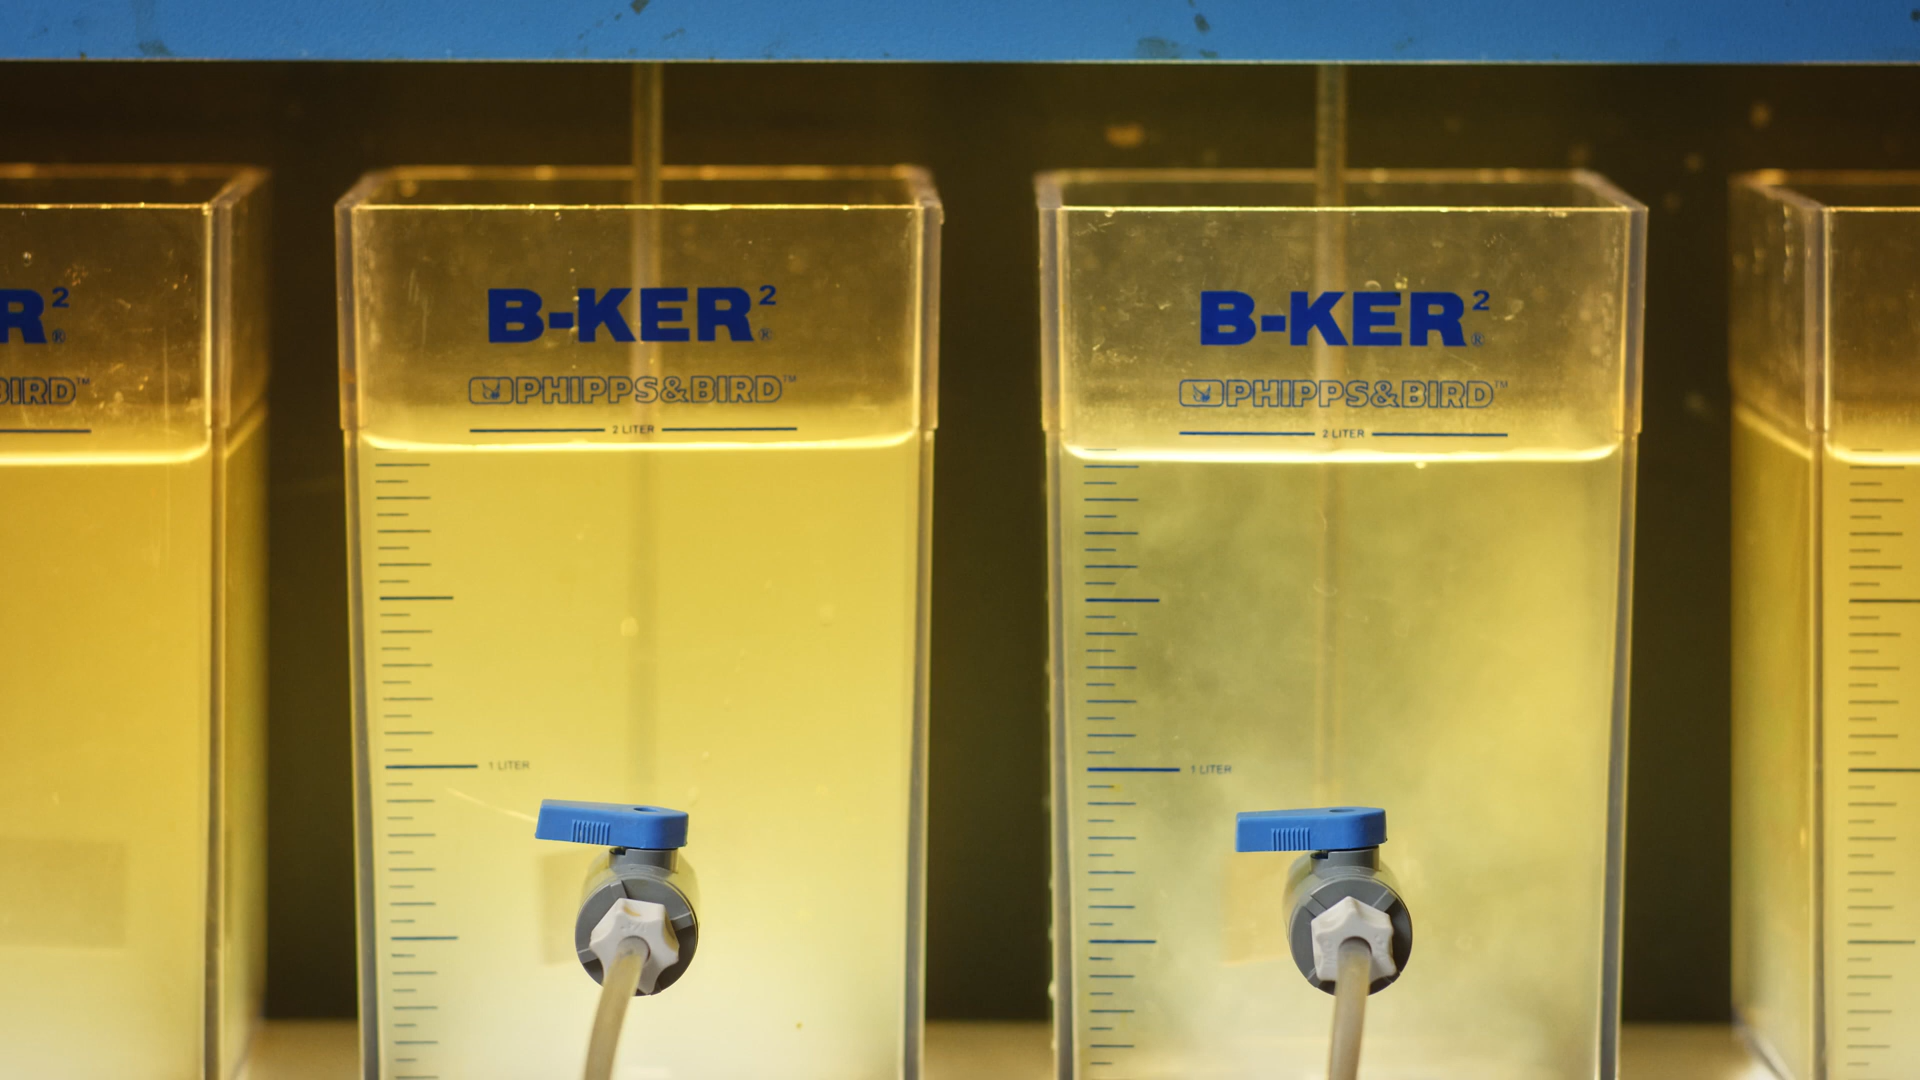 R²®
BIRD™
B-KER²®
PHIPPS&BIRD™
2 LITER
1 LITER
B-KER²®
PHIPPS&BIRD™
2 LITER
1 LITER